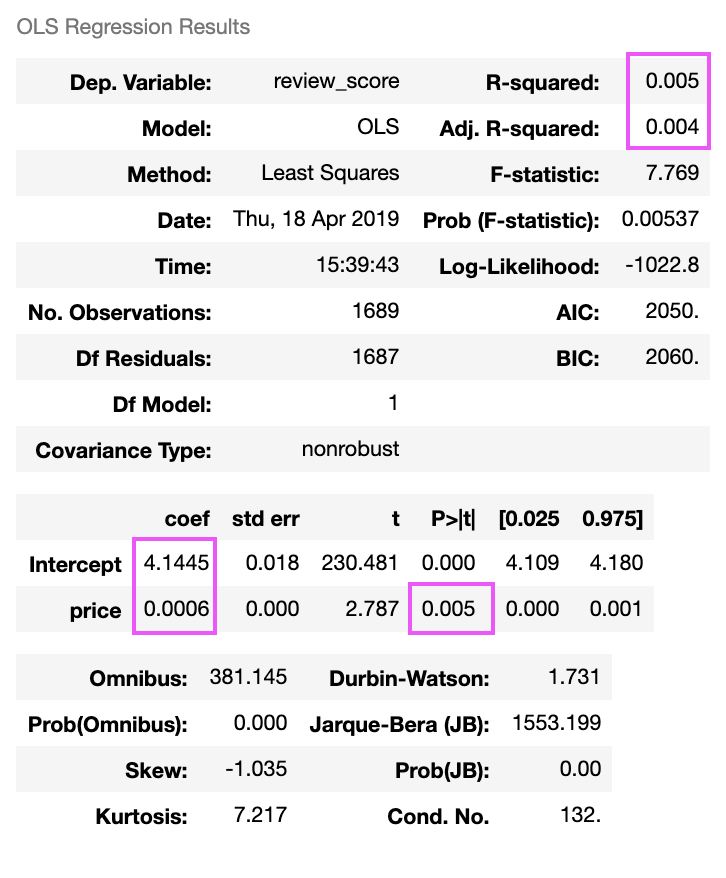 OLS Regression Results
Dep. Variable: review_score R-squared: 0.005
Model: OLS Adj. R-squared: 0.004
Method: Least Squares F-statistic: 7.769
Date: Thu, 18 Apr 2019 Prob (F-statistic): 0.00537
Time: 15:39:43 Log-Likelihood: -1022.8
No. Observations: 1689 AIC: 2050.
Df Residuals: 1687 BIC: 2060.
Df Model: 1
Covariance Type: nonrobust
coef std err t P>|t| [0.025 0.975]
Intercept 4.1445 0.018 230.481 0.000 4.109 4.180
price 0.0006 0.000 2.787 0.005 0.000 0.001
Omnibus: 381.145 Durbin-Watson: 1.731
Prob(Omnibus): 0.000 Jarque-Bera (JB): 1553.199
Skew: -1.035 Prob(JB): 0.00
Kurtosis: 7.217 Cond. No. 132.